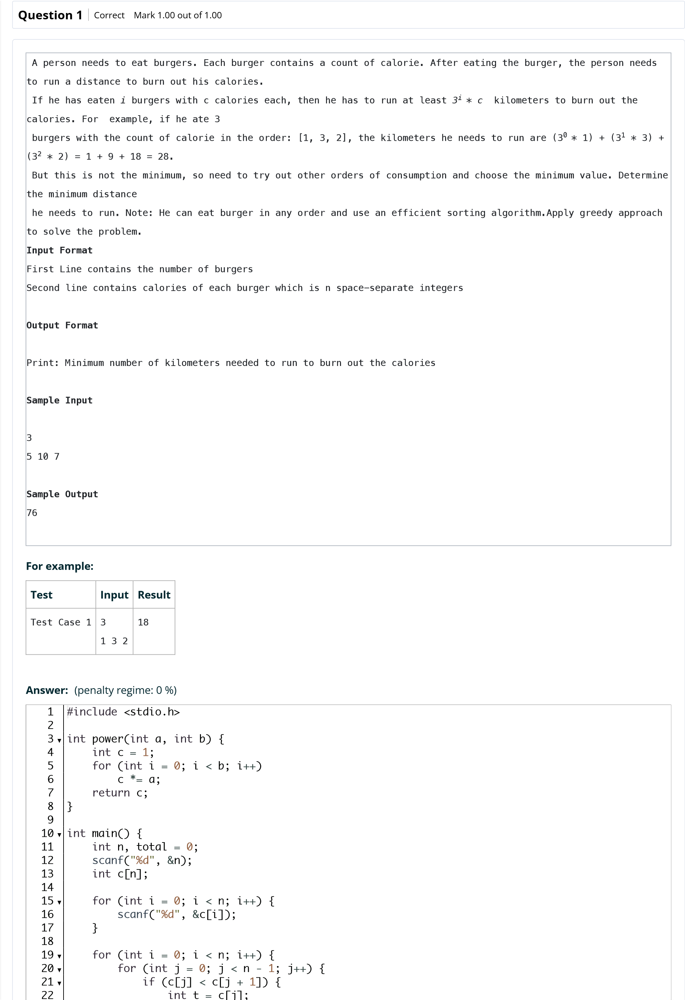 Question 1 Correct Mark 1.00 out of 1.00
A person needs to eat burgers. Each burger contains a count of calorie. After eating the burger, the person needs
to run a distance to burn out his calories.
If he has eaten i burgers with c calories each, then he has to run at least 3^i * c  kilometers to burn out the
calories. For  example, if he ate 3
burgers with the count of calorie in the order: [1, 3, 2], the kilometers he needs to run are (3^0 * 1) + (3^1 * 3) +
(3^2 * 2) = 1 + 9 + 18 = 28.
But this is not the minimum, so need to try out other orders of consumption and choose the minimum value. Determine
the minimum distance
he needs to run. Note: He can eat burger in any order and use an efficient sorting algorithm.Apply greedy approach
to solve the problem.
Input Format
First Line contains the number of burgers
Second line contains calories of each burger which is n space-separate integers
Output Format
Print: Minimum number of kilometers needed to run to burn out the calories
Sample Input
3
5 10 7
Sample Output
76
For example:
Test Input Result
Test Case 1 3 18
1 3 2
Answer: (penalty regime: 0 %)
1 #include <stdio.h>
2
3 int power(int a, int b) {
4     int c = 1;
5     for (int i = 0; i < b; i++)
6         c *= a;
7     return c;
8 }
9
10 int main() {
11     int n, total = 0;
12     scanf("%d", &n);
13     int c[n];
14
15     for (int i = 0; i < n; i++) {
16         scanf("%d", &c[i]);
17     }
18
19     for (int i = 0; i < n; i++) {
20         for (int j = 0; j < n - 1; j++) {
21             if (c[j] < c[j + 1]) {
22                 int t = c[j];